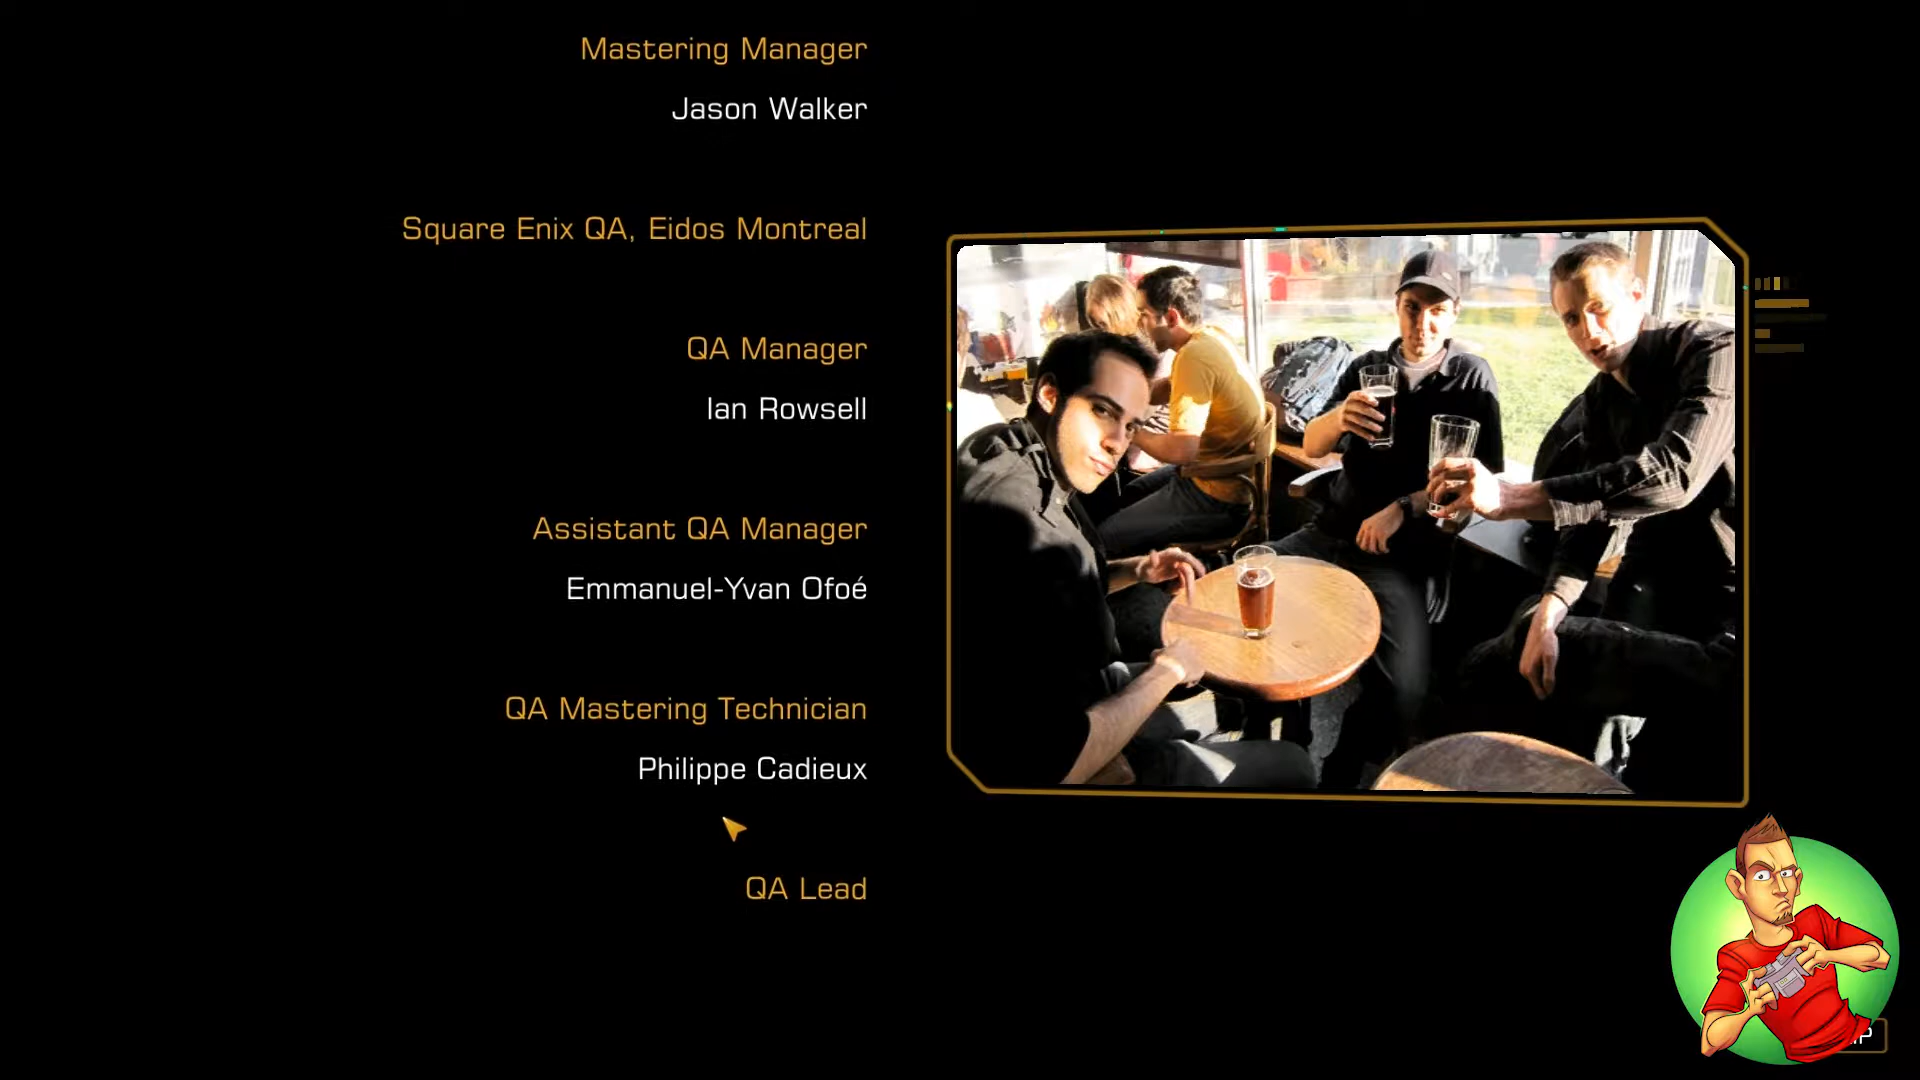 Mastering Manager
Jason Walker
Square Enix QA, Eidos Montreal
QA Manager
Ian Rowsell
Assistant QA Manager
Emmanuel-Yvan Ofoé
QA Mastering Technician
Philippe Cadieux
QA Lead